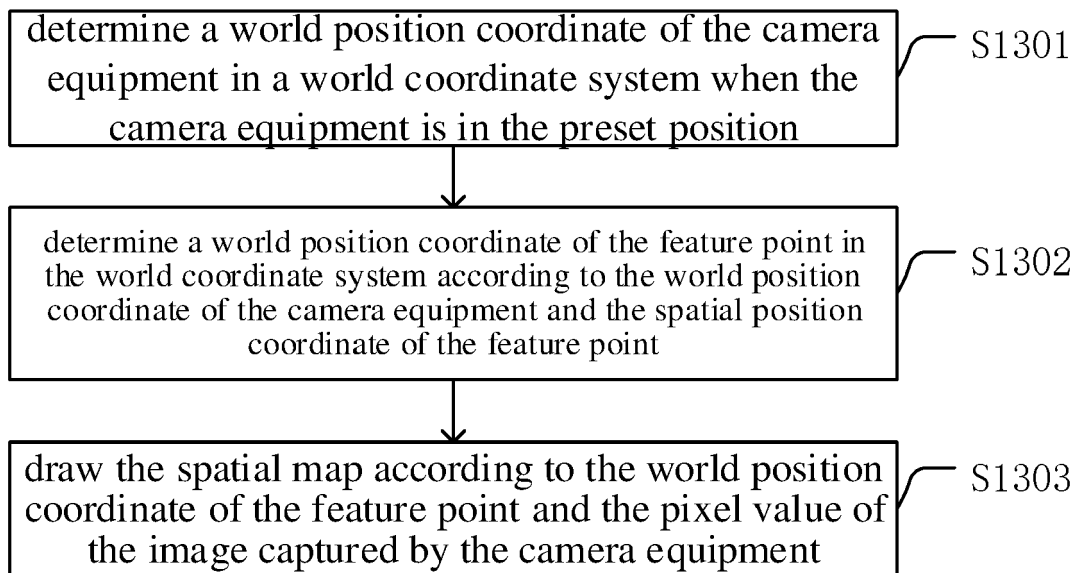 determine a world position coordinate of the camera
equipment in a world coordinate system when the
camera equipment is in the preset position
S1301
determine a world position coordinate of the feature point in
the world coordinate system according to the world position
coordinate of the camera equipment and the spatial position
coordinate of the feature point
S1302
draw the spatial map according to the world position
coordinate of the feature point and the pixel value of
the image captured by the camera equipment
S1303